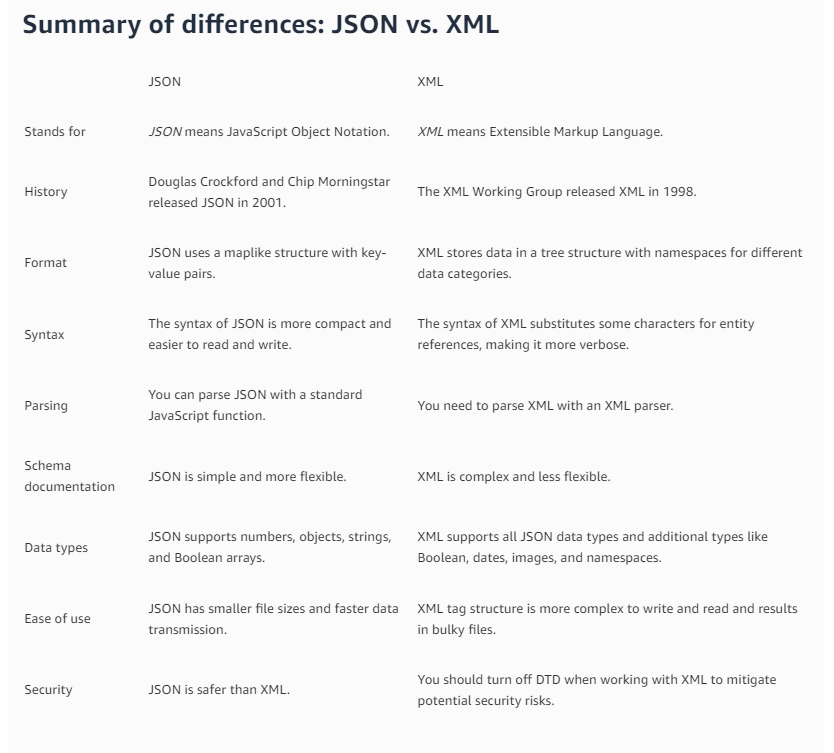 Summary of differences: JSON vs. XML
JSON XML
Stands for JSON means JavaScript Object Notation. XML means Extensible Markup Language.
History
Douglas Crockford and Chip Morningstar
released JSON in 2001.
The XML Working Group released XML in 1998.
Format
JSON uses a maplike structure with key-
value pairs.
XML stores data in a tree structure with namespaces for different
data categories.
Syntax
The syntax of JSON is more compact and
easier to read and write.
The syntax of XML substitutes some characters for entity
references, making it more verbose.
Parsing
You can parse JSON with a standard
JavaScript function.
You need to parse XML with an XML parser.
Schema
documentation
JSON is simple and more flexible.
XML is complex and less flexible.
Data types
JSON supports numbers, objects, strings,
and Boolean arrays.
XML supports all JSON data types and additional types like
Boolean, dates, images, and namespaces.
Ease of use
JSON has smaller file sizes and faster data
transmission.
XML tag structure is more complex to write and read and results
in bulky files.
Security
JSON is safer than XML.
You should turn off DTD when working with XML to mitigate
potential security risks.